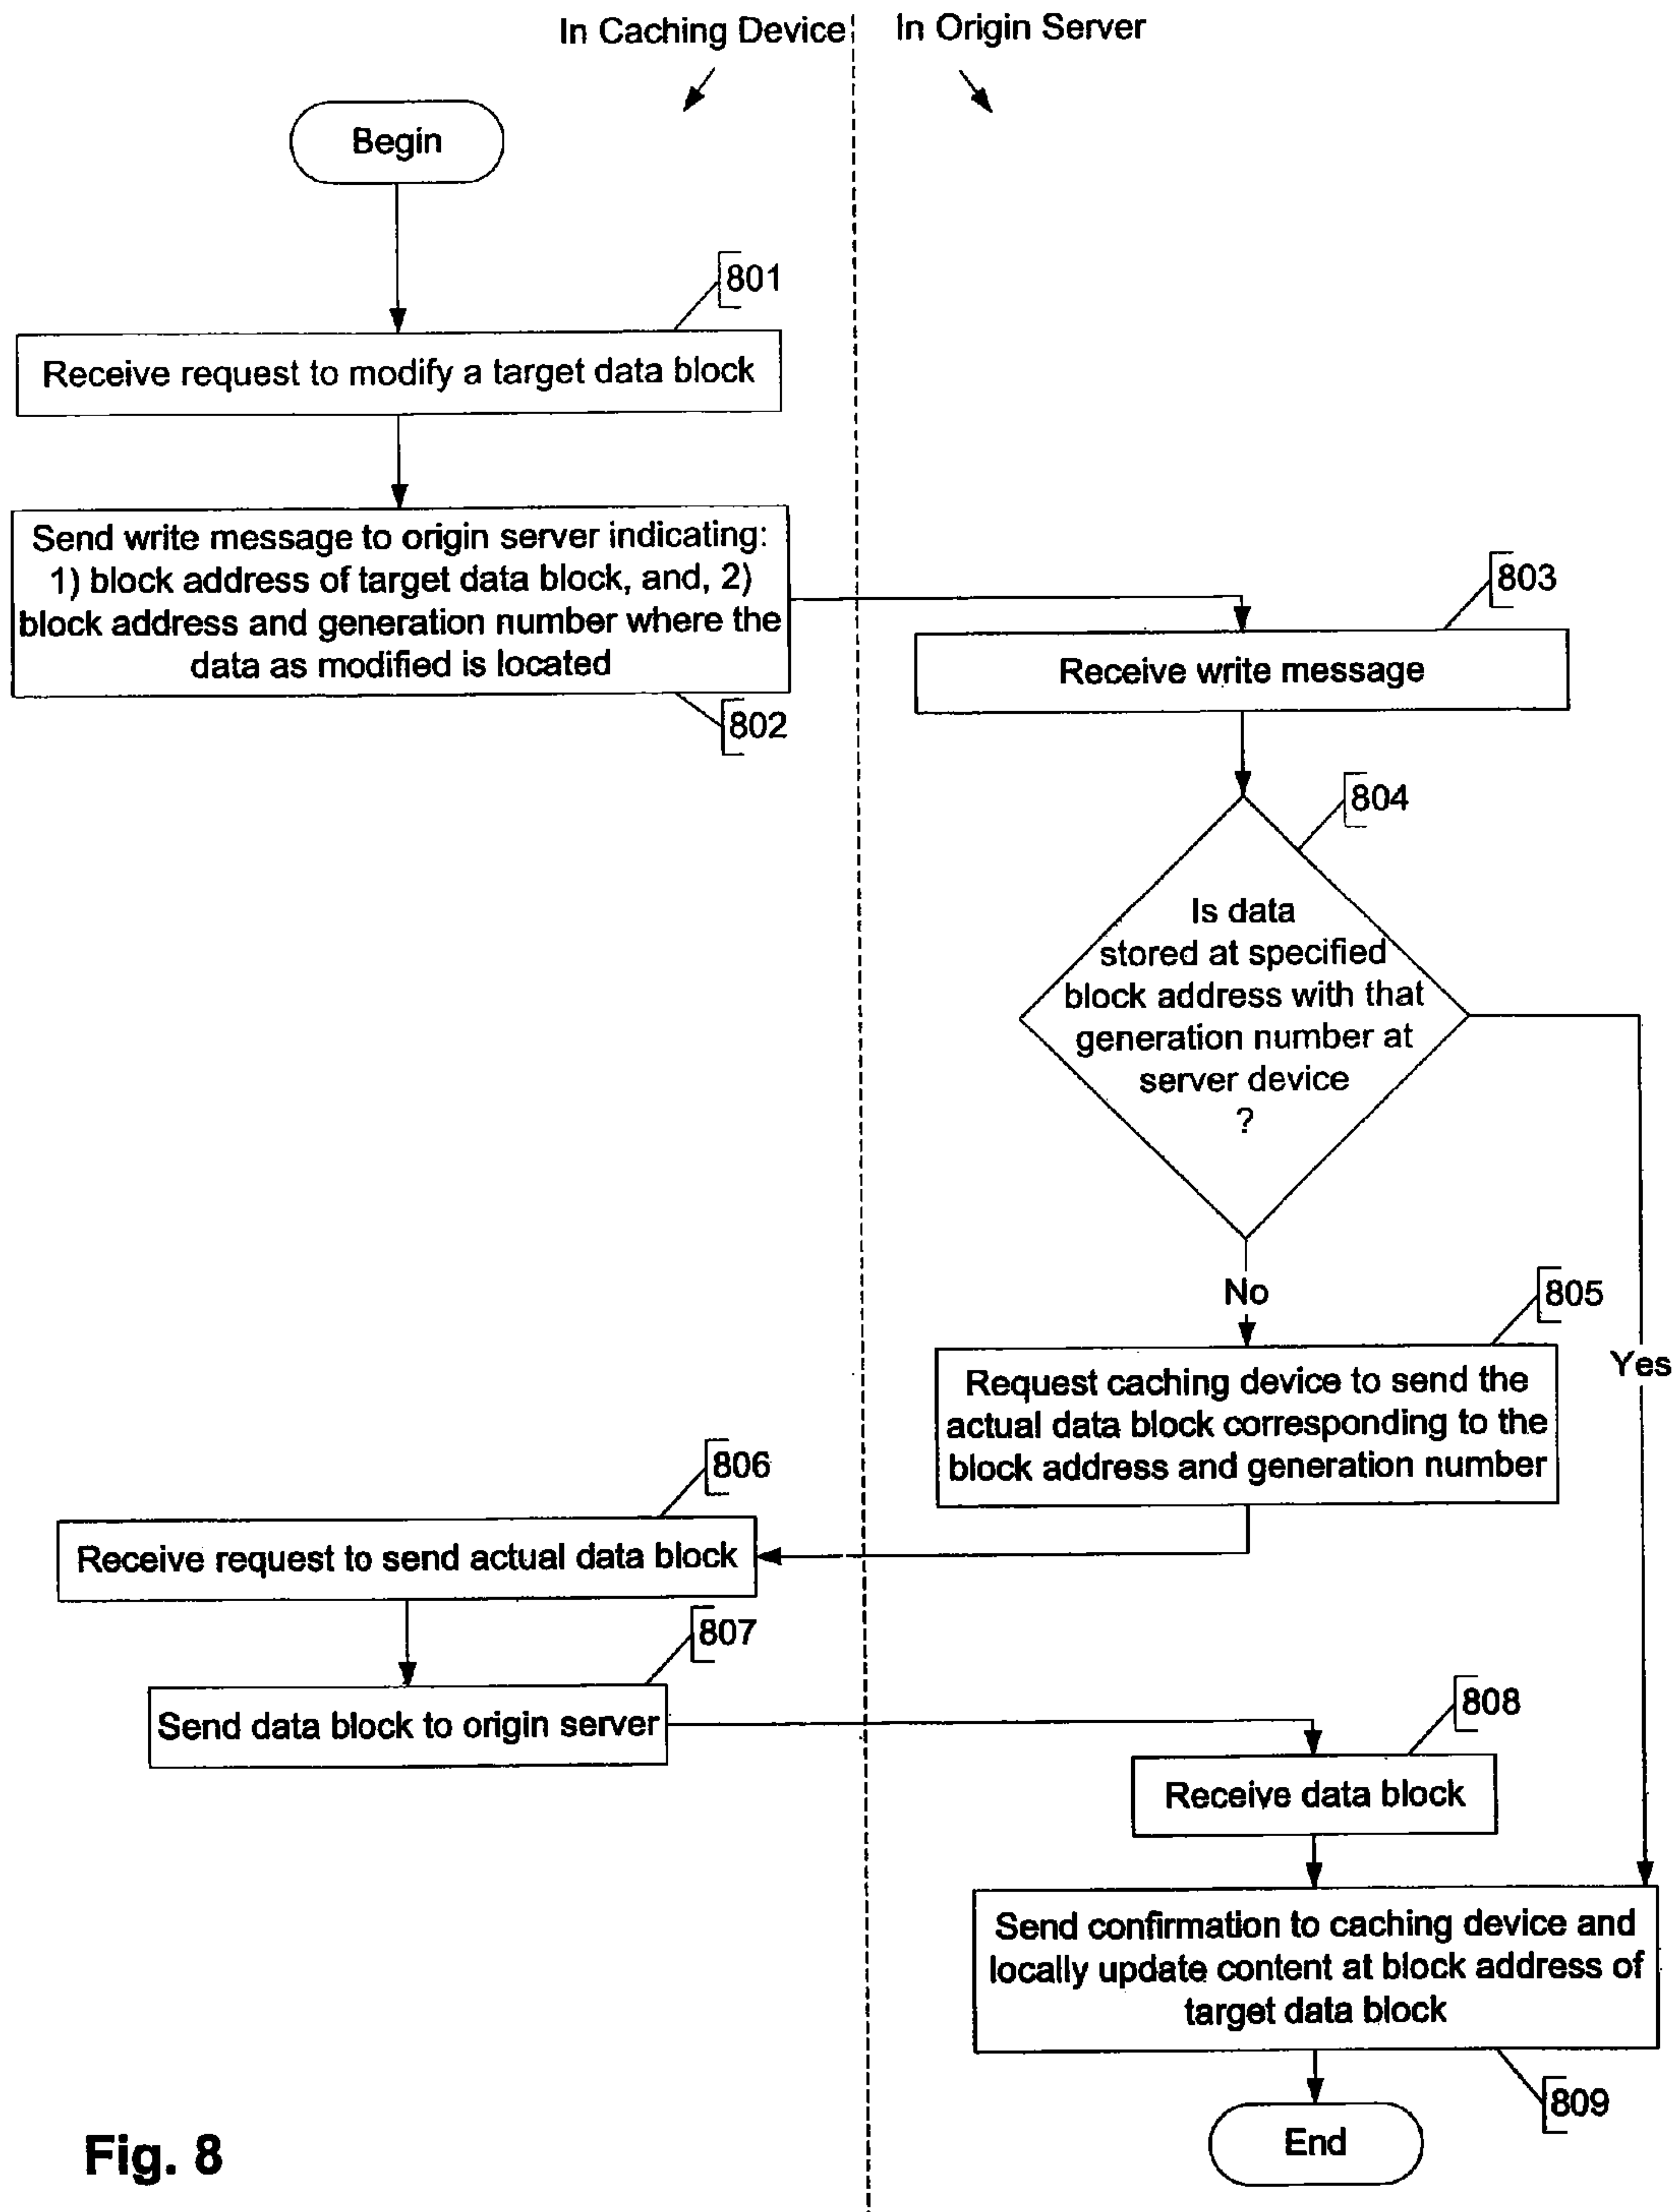 In Caching Device
In Origin Server
Begin
801
Receive request to modify a target data block
Send write message to origin server indicating:
1) block address of target data block, and, 2)
block address and generation number where the
data as modified is located
802
803
Receive write message
804
Is data
stored at specified
block address with that
generation number at
server device
?
No
Yes
805
Request caching device to send the
actual data block corresponding to the
block address and generation number
806
Receive request to send actual data block
807
Send data block to origin server
808
Receive data block
Send confirmation to caching device and
locally update content at block address of
target data block
809
End
Fig. 8